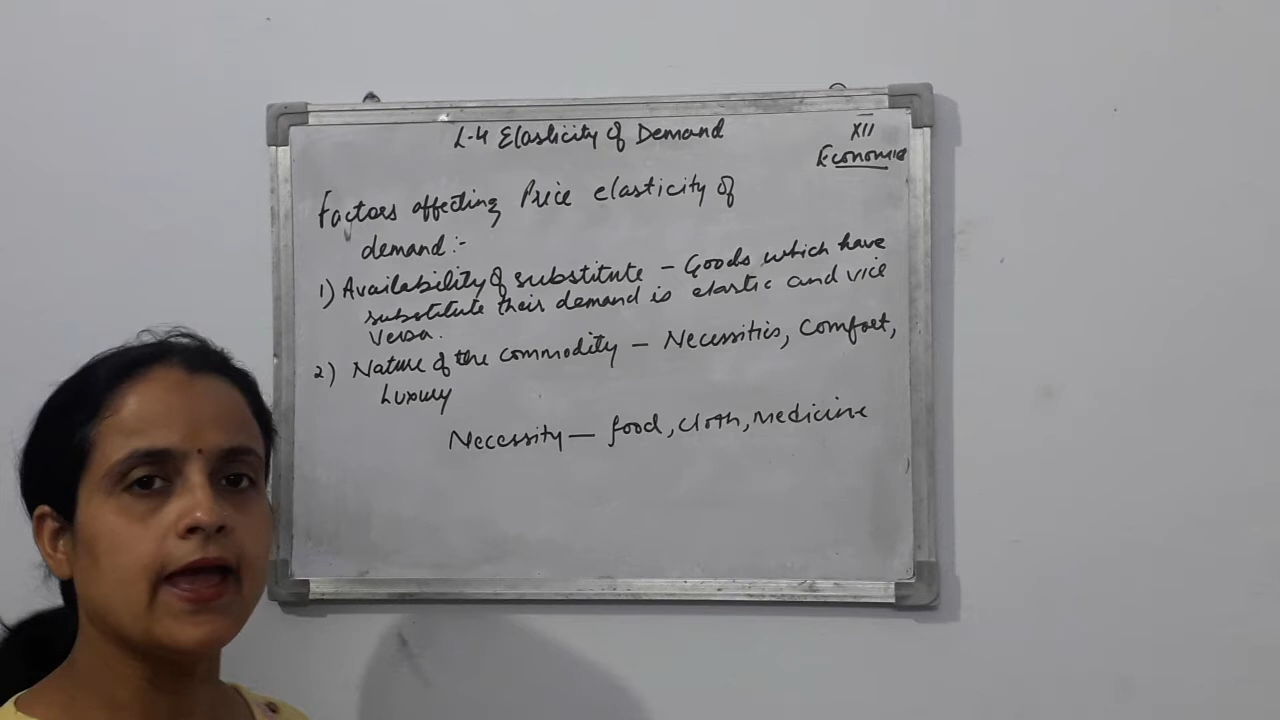 L-4 Elasticity of Demand
XII
Economics
Factors affecting Price elasticity of
demand :-
1) Availability of substitute - Goods which have
substitute their demand is elastic and vice
versa.
2) Nature of the commodity - Necessities, Comfort,
Luxury
Necessity - food, cloth, Medicine